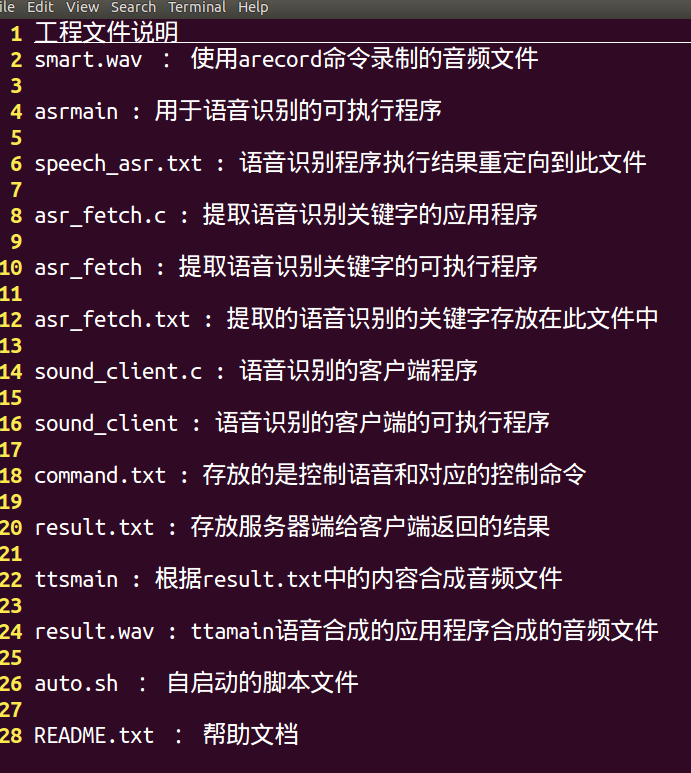 ile Edit View Search Terminal Help
1 工程文件说明
2 smart.wav ： 使用arecord命令录制的音频文件
3
4 asrmain : 用于语音识别的可执行程序
5
6 speech_asr.txt : 语音识别程序执行结果重定向到此文件
7
8 asr_fetch.c : 提取语音识别关键字的应用程序
9
10 asr_fetch : 提取语音识别关键字的可执行程序
11
12 asr_fetch.txt : 提取的语音识别的关键字存放在此文件中
13
14 sound_client.c : 语音识别的客户端程序
15
16 sound_client : 语音识别的客户端的可执行程序
17
18 command.txt : 存放的是控制语音和对应的控制命令
19
20 result.txt : 存放服务器端给客户端返回的结果
21
22 ttsmain : 根据result.txt中的内容合成音频文件
23
24 result.wav : ttamain语音合成的应用程序合成的音频文件
25
26 auto.sh ： 自启动的脚本文件
27
28 README.txt ： 帮助文档